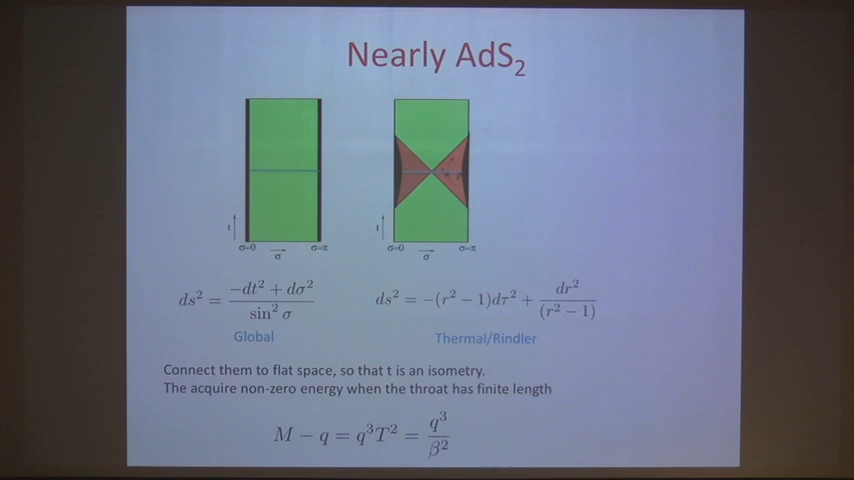 Nearly AdS₂
t
σ=0
σ=π
σ
t
σ=0
σ=π
σ
ds² = (-dt² + dσ²)/(sin² σ)
ds² = -(r² - 1)dτ² + dr²/(r² - 1)
Global
Thermal/Rindler
Connect them to flat space, so that t is an isometry.
The acquire non-zero energy when the throat has finite length
M - q = q³T² = q³/β²